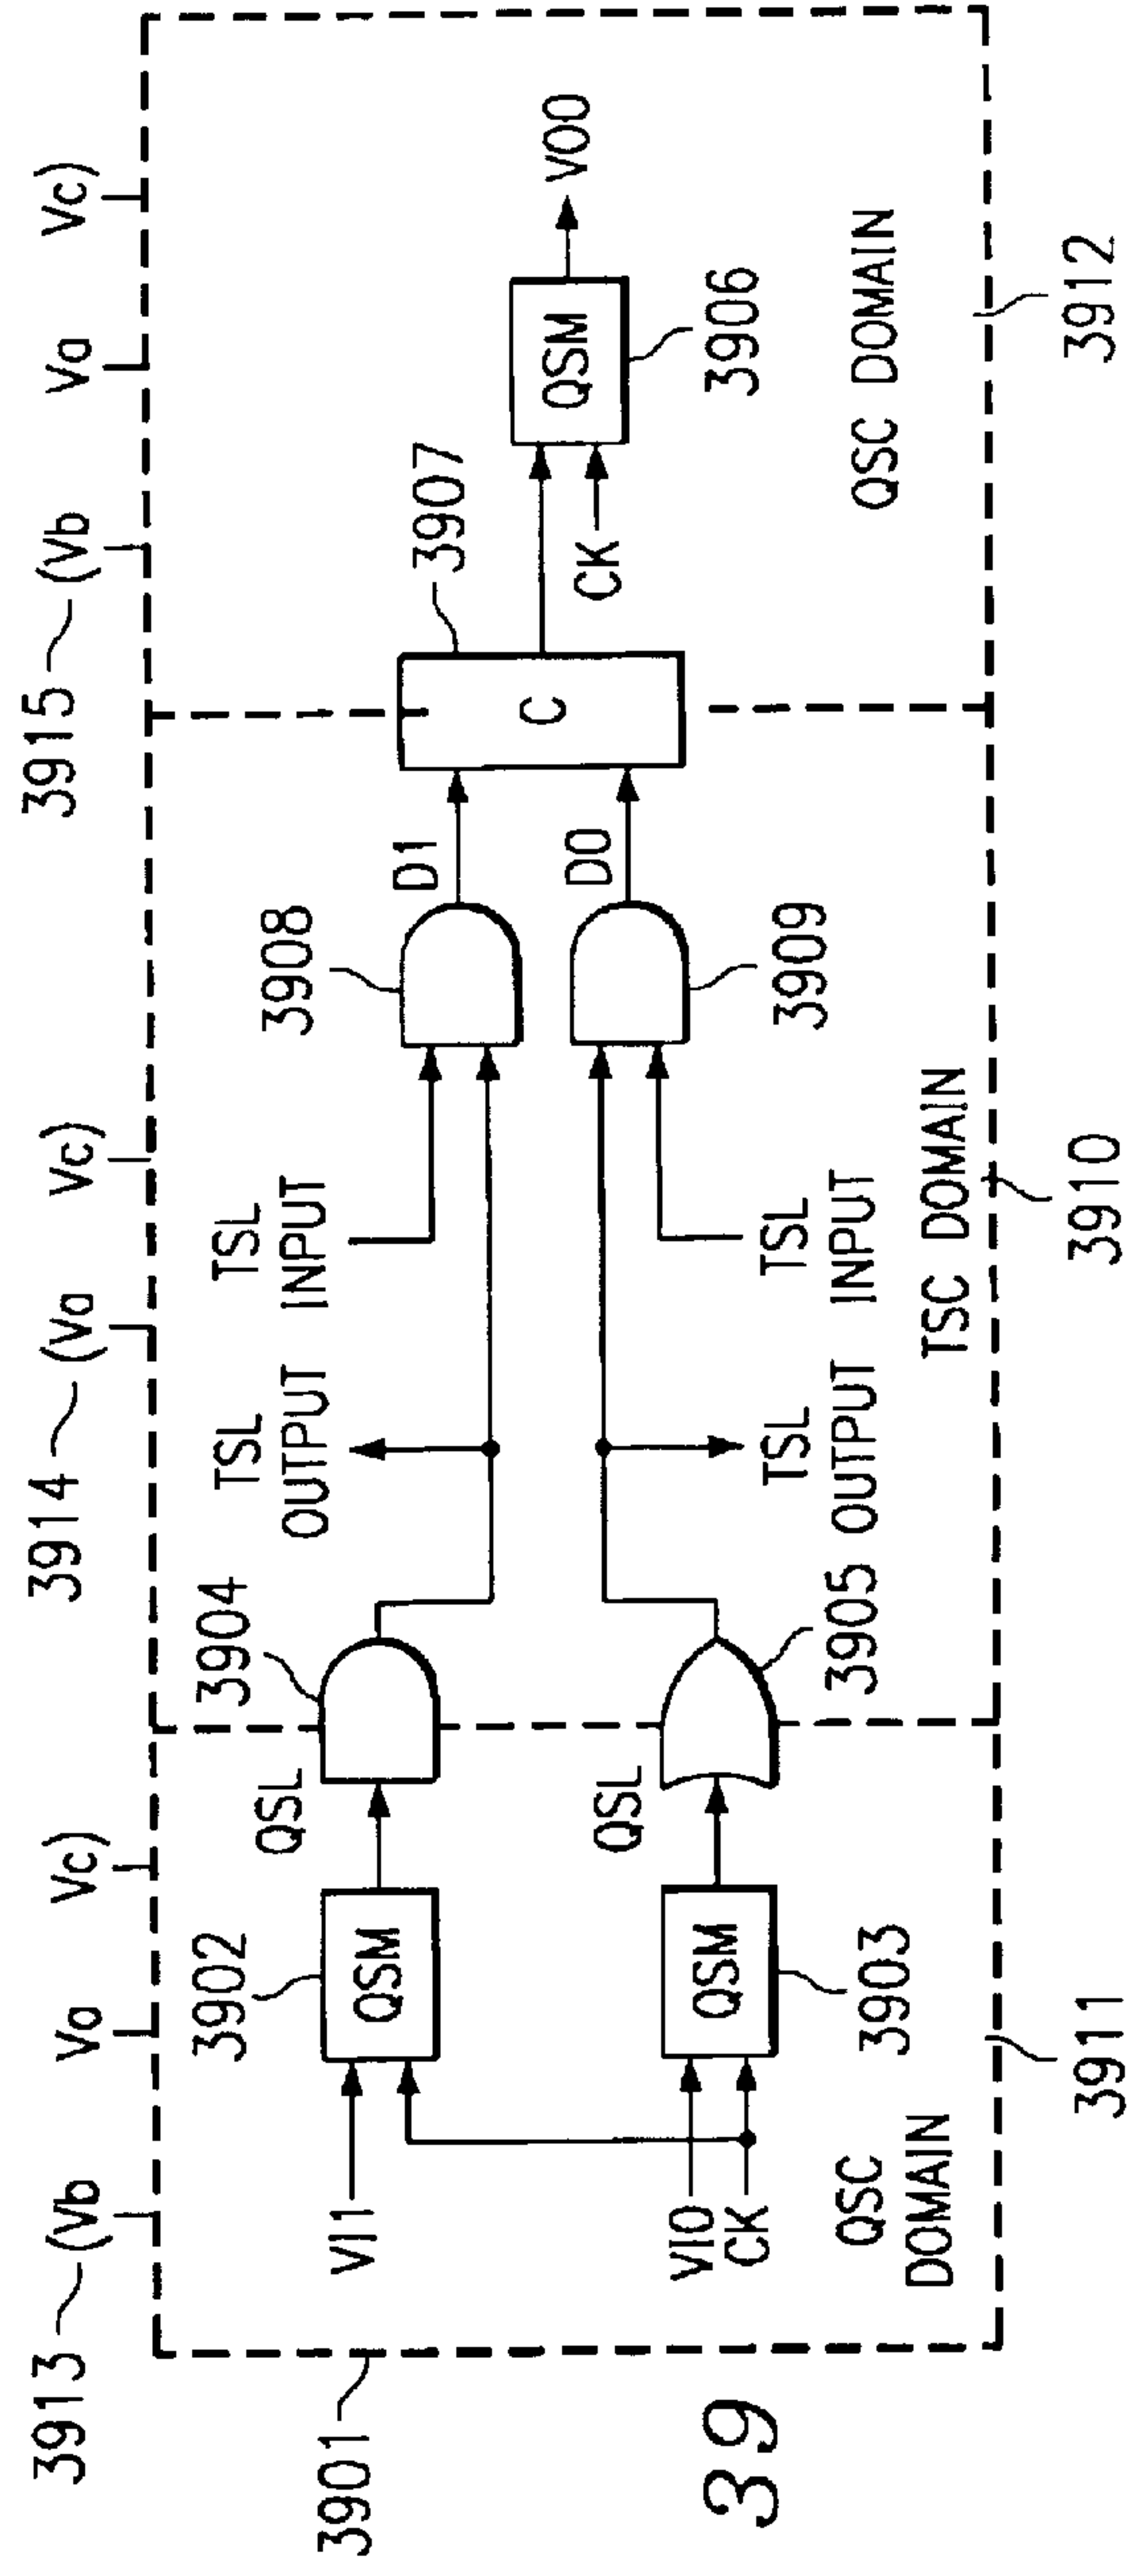 3913 (Vb Va Vc) 3914 (Va Vc) 3915 (Vb Va Vc)
3901
3902
QSL
3904
TSL
OUTPUT
TSL
INPUT
3908
D1
3907
VI1
QSM
C
QSM
VOO
CK
3906
QSL
D0
VIO
CK
QSM
3903
3905
TSL
OUTPUT
TSL
INPUT
3909
QSC
DOMAIN
TSC DOMAIN
QSC DOMAIN
3911
3910
3912
39